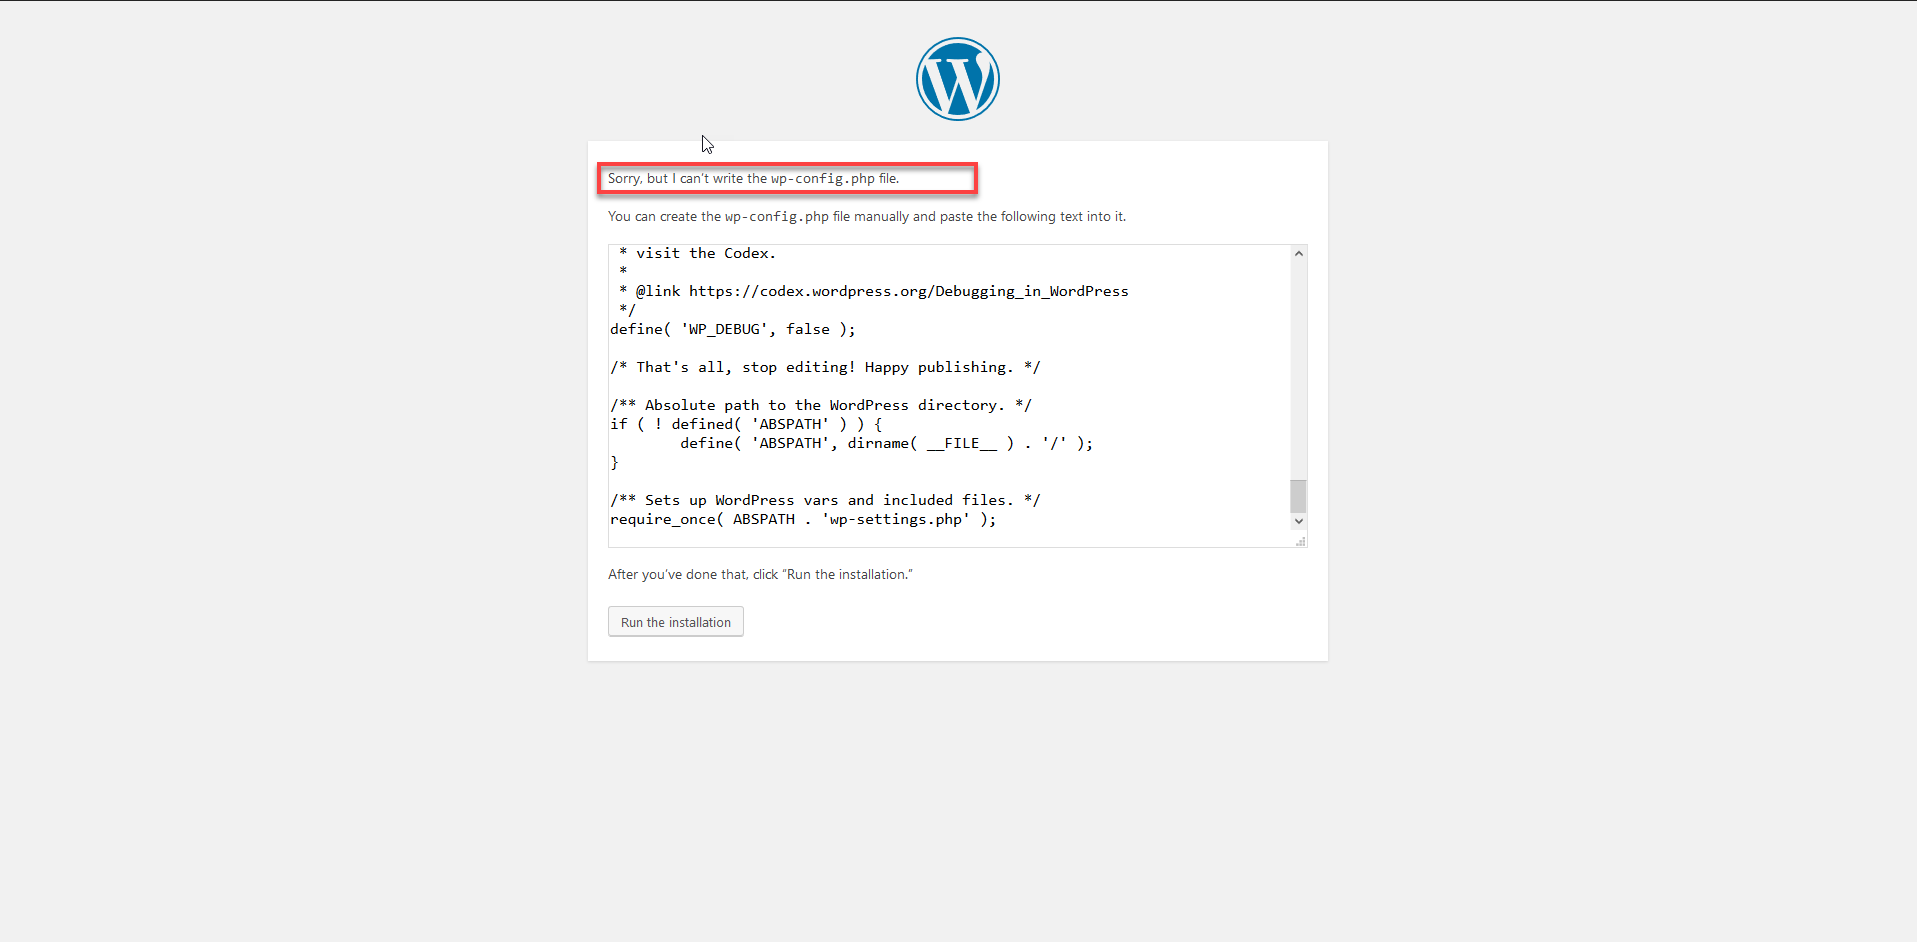 Sorry, but I can't write the wp-config.php file.
You can create the wp-config.php file manually and paste the following text into it.
 * visit the Codex.
 *
 * @link https://codex.wordpress.org/Debugging_in_WordPress
 */
define( 'WP_DEBUG', false );
/* That's all, stop editing! Happy publishing. */
/** Absolute path to the WordPress directory. */
if ( ! defined( 'ABSPATH' ) ) {
        define( 'ABSPATH', dirname( __FILE__ ) . '/' );
}
/** Sets up WordPress vars and included files. */
require_once( ABSPATH . 'wp-settings.php' );
After you've done that, click “Run the installation.”
Run the installation